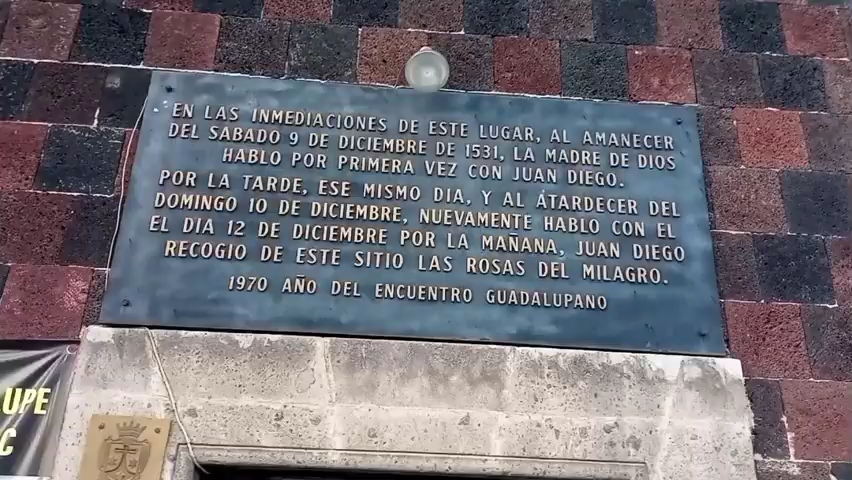 EN LAS INMEDIACIONES DE ESTE LUGAR, AL AMANECER
DEL SABADO 9 DE DICIEMBRE DE 1531, LA MADRE DE DIOS
HABLO POR PRIMERA VEZ CON JUAN DIEGO.
POR LA TARDE, ESE MISMO DIA, Y AL ATARDECER DEL
DOMINGO 10 DE DICIEMBRE, NUEVAMENTE HABLO CON EL
EL DIA 12 DE DICIEMBRE POR LA MAÑANA, JUAN DIEGO
RECOGIO DE ESTE SITIO LAS ROSAS DEL MILAGRO.
1970 AÑO DEL ENCUENTRO GUADALUPANO
UPE
C